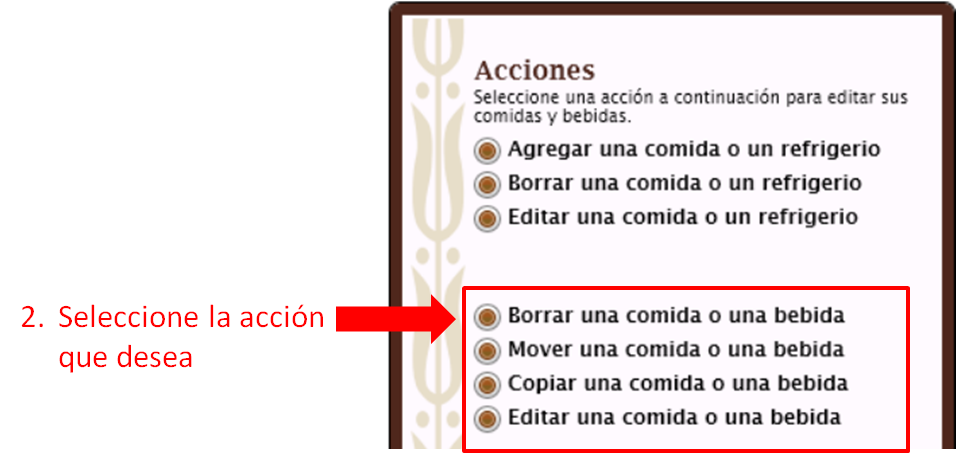 Acciones
Seleccione una acción a continuación para editar sus
comidas y bebidas.
Agregar una comida o un refrigerio
Borrar una comida o un refrigerio
Editar una comida o un refrigerio
2. Seleccione la acción
que desea
Borrar una comida o una bebida
Mover una comida o una bebida
Copiar una comida o una bebida
Editar una comida o una bebida